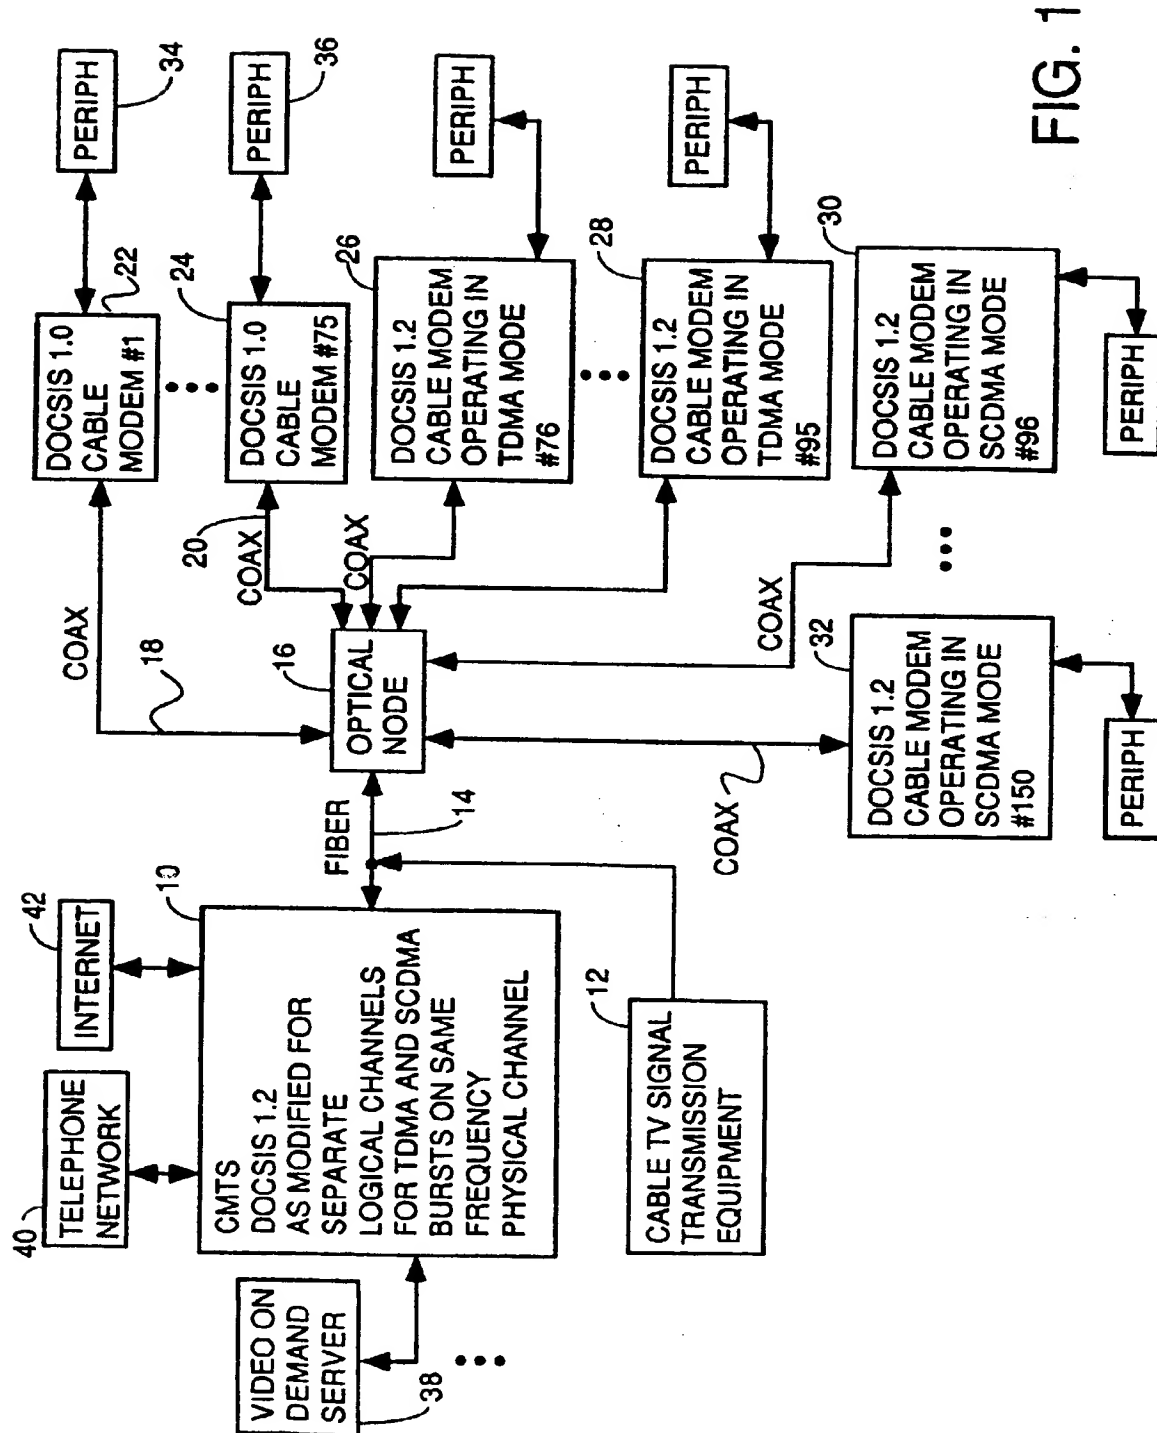 VIDEO ON
DEMAND
SERVER
38
40
TELEPHONE
NETWORK
42
INTERNET
10
CMTS
DOCSIS 1.2
AS MODIFIED FOR
SEPARATE
LOGICAL CHANNELS
FOR TDMA AND SCDMA
BURSTS ON SAME
FREQUENCY
PHYSICAL CHANNEL
12
CABLE TV SIGNAL
TRANSMISSION
EQUIPMENT
FIBER
14
16
OPTICAL
NODE
18
COAX
20
COAX
COAX
COAX
COAX
22
DOCSIS 1.0
CABLE
MODEM #1
24
DOCSIS 1.0
CABLE
MODEM #75
26
DOCSIS 1.2
CABLE MODEM
OPERATING IN
TDMA MODE
#76
28
DOCSIS 1.2
CABLE MODEM
OPERATING IN
TDMA MODE
#95
30
DOCSIS 1.2
CABLE MODEM
OPERATING IN
SCDMA MODE
#96
32
DOCSIS 1.2
CABLE MODEM
OPERATING IN
SCDMA MODE
#150
PERIPH
34
PERIPH
36
PERIPH
PERIPH
PERIPH
PERIPH
FIG. 1